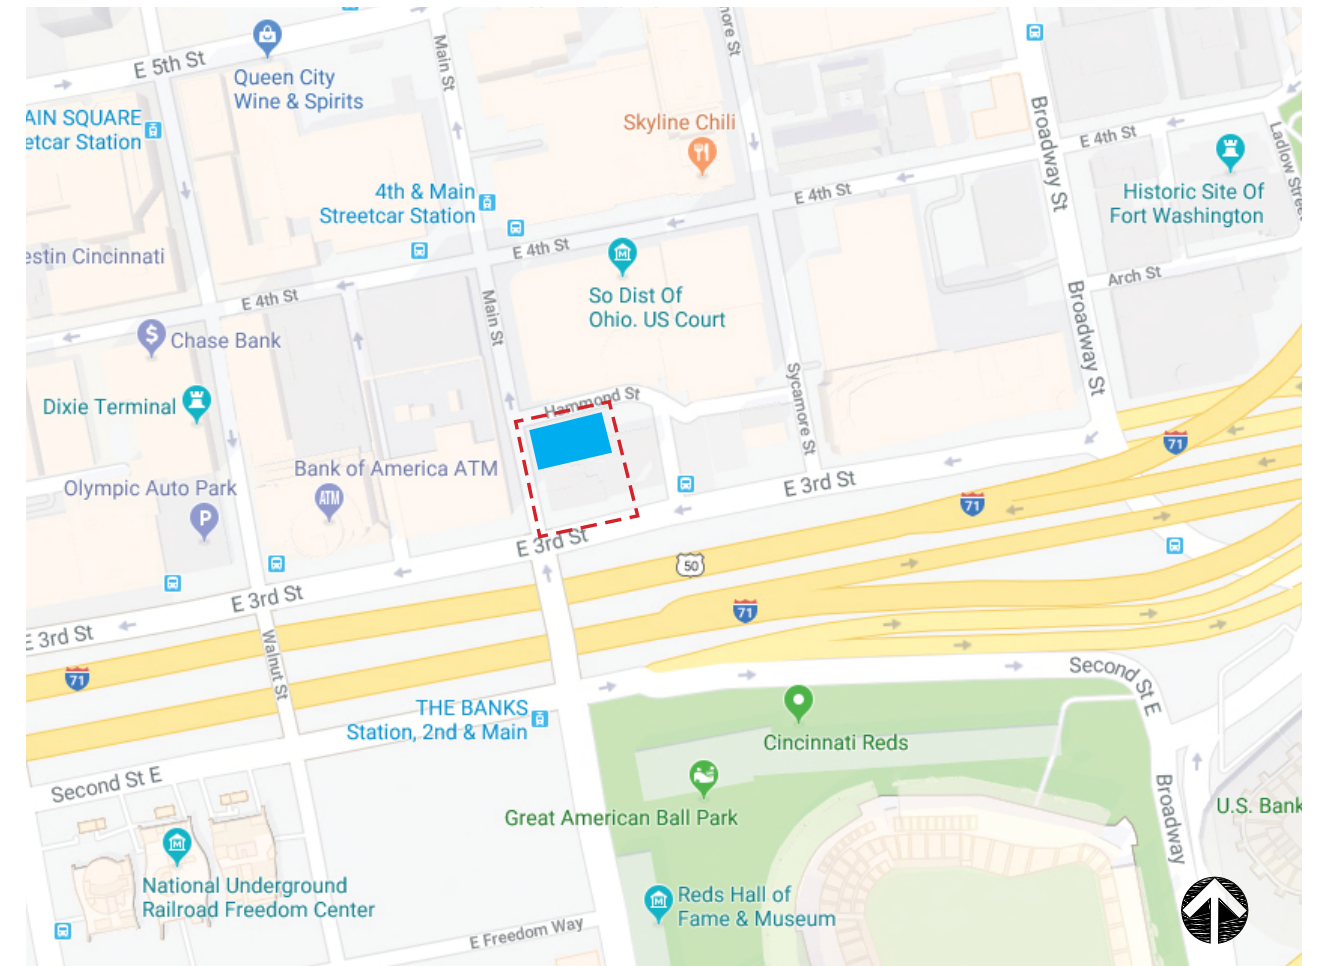 E 5th St
Main St
more St
Queen City
Wine & Spirits
AIN SQUARE
etcar Station
Skyline Chili
Broadway St
E 4th St
Ladlow Street
4th & Main
Streetcar Station
E 4th St
Historic Site Of
Fort Washington
estin Cincinnati
E 4th St
Arch St
E 4th St
Main St
So Dist Of
Ohio. US Court
Broadway St
$
Chase Bank
Dixie Terminal
Hammond St
Sycamore St
71
Bank of America ATM
ATM
Olympic Auto Park
P
E 3rd St
71
E 3rd St
50
E 3rd St
71
E 3rd St
Walnut St
71
Second St E
THE BANKS
Station, 2nd & Main
Cincinnati Reds
Second St E
Great American Ball Park
Broadway
U.S. Bank
National Underground
Railroad Freedom Center
Reds Hall of
Fame & Museum
E Freedom Way